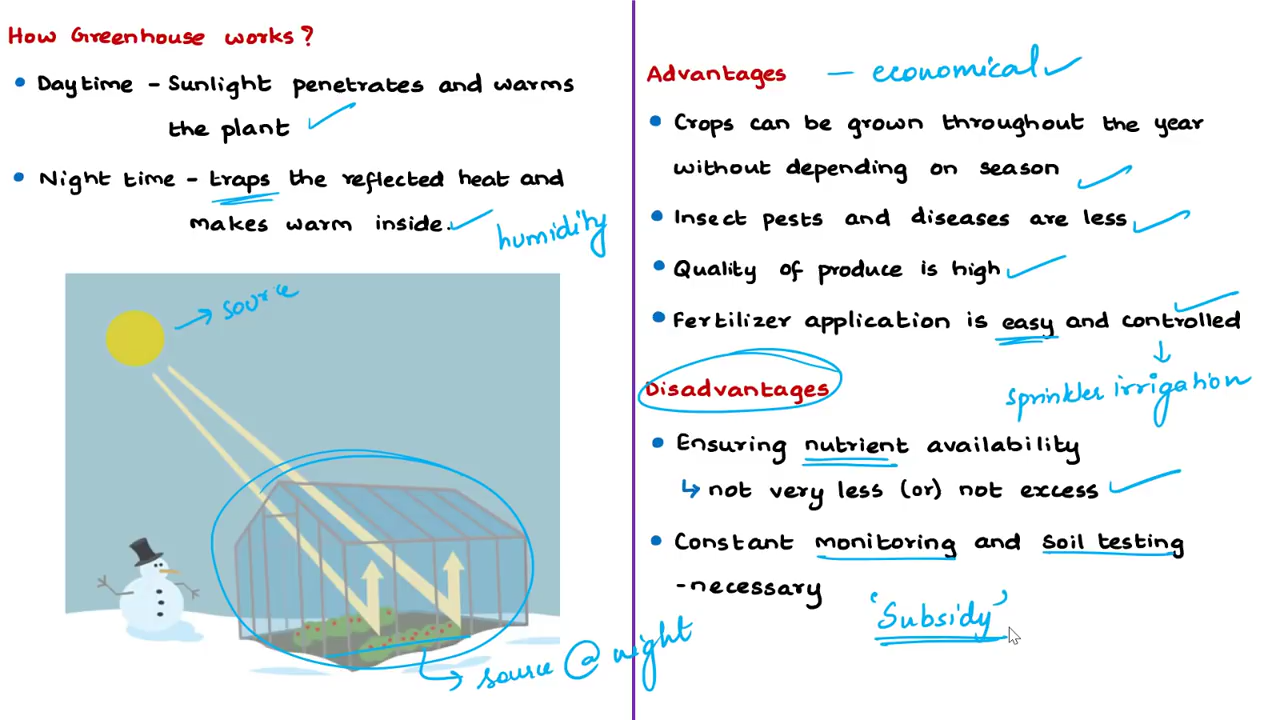 How Greenhouse works?
• Daytime - Sunlight penetrates and warms
the plant
• Night time - traps the reflected heat and
makes warm inside.
humidity
→ source
source @ night
Advantages - economical
• Crops can be grown throughout the year
without depending on season
• Insect pests and diseases are less
• Quality of produce is high
• Fertilizer application is easy and controlled
↓
sprinkler irrigation
Disadvantages
• Ensuring nutrient availability
↳ not very less (or) not excess
• Constant monitoring and soil testing
-necessary
'Subsidy'